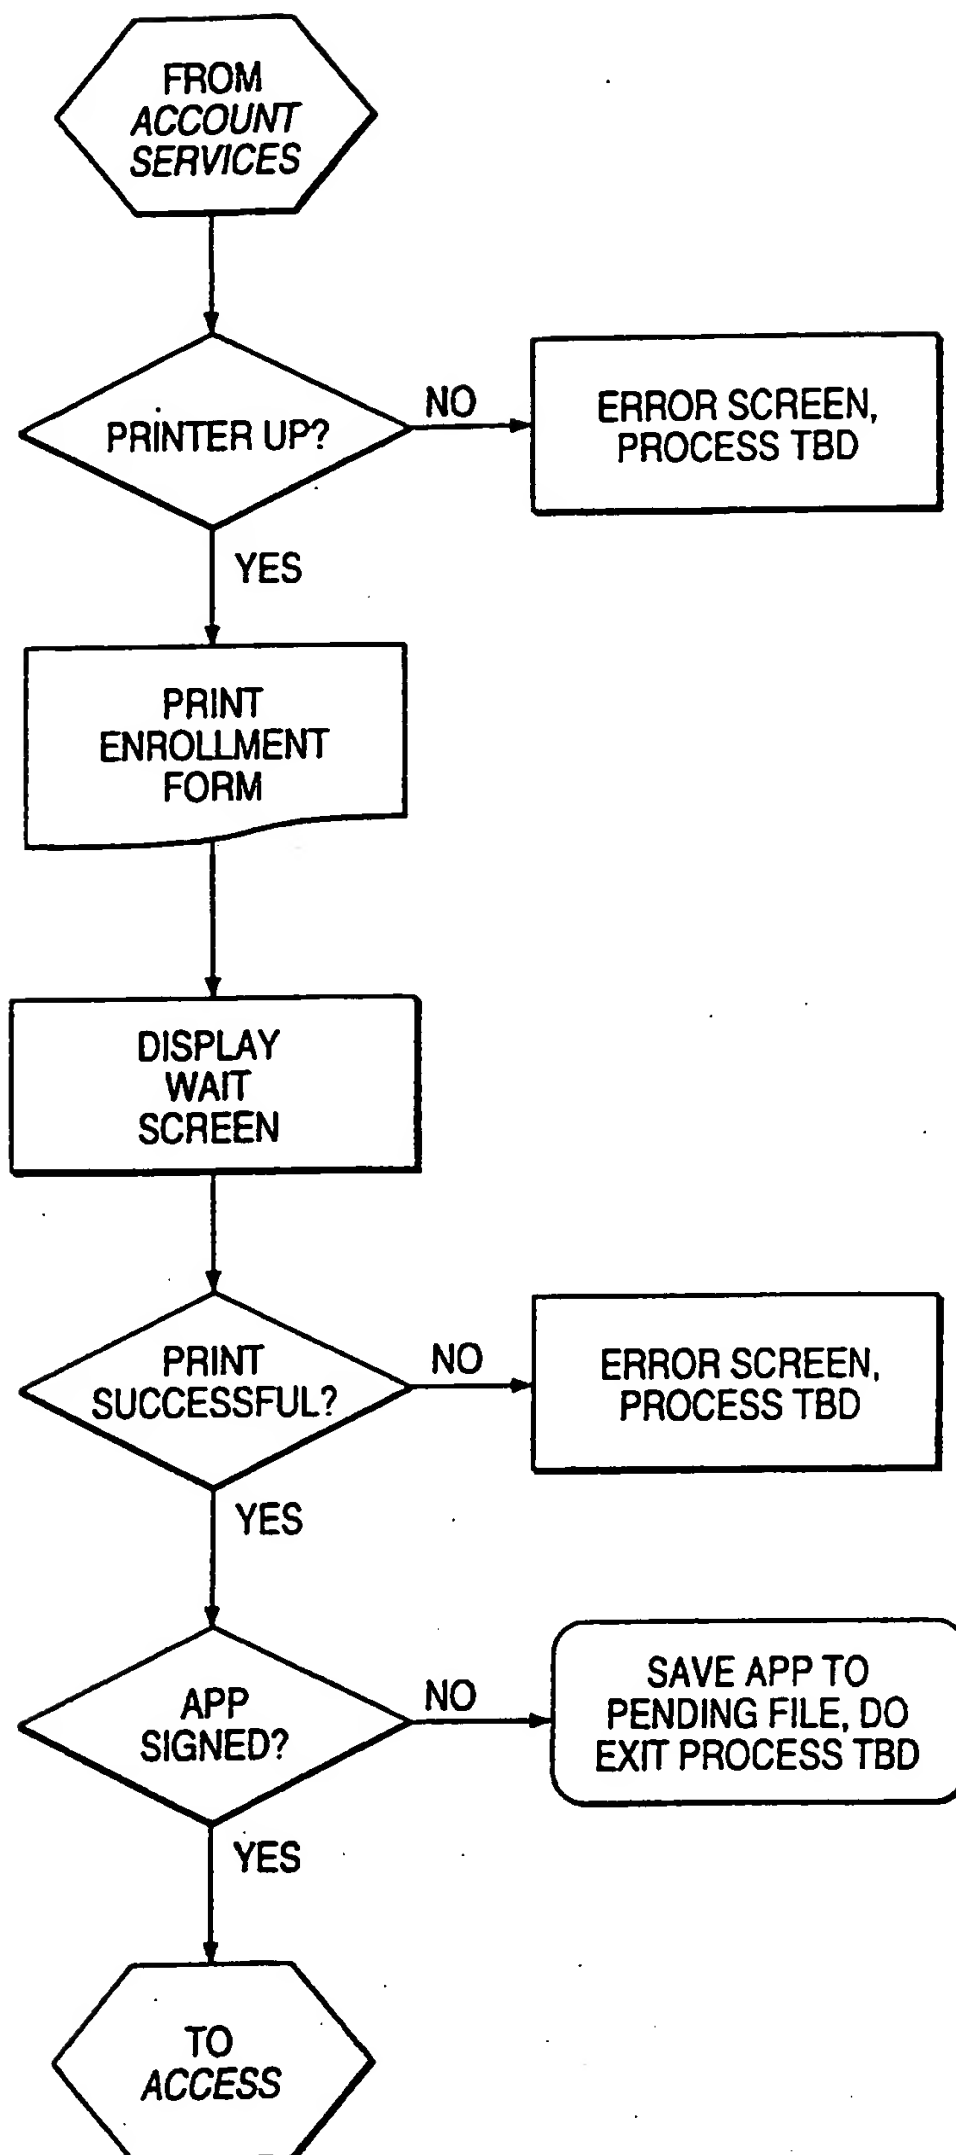 FROM
ACCOUNT
SERVICES
PRINTER UP?
NO
ERROR SCREEN,
PROCESS TBD
YES
PRINT
ENROLLMENT
FORM
DISPLAY
WAIT
SCREEN
PRINT
SUCCESSFUL?
NO
ERROR SCREEN,
PROCESS TBD
YES
APP
SIGNED?
NO
SAVE APP TO
PENDING FILE, DO
EXIT PROCESS TBD
YES
TO
ACCESS